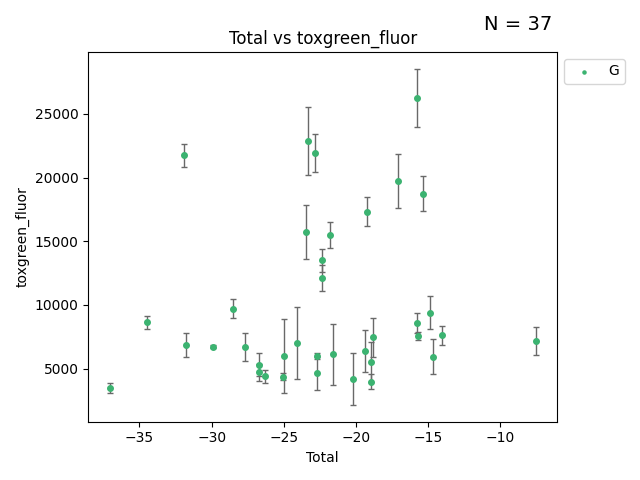 N = 37
Total vs toxgreen_fluor
G
25000
20000
15000
10000
5000
toxgreen_fluor
−35 −30 −25 −20 −15 −10
Total